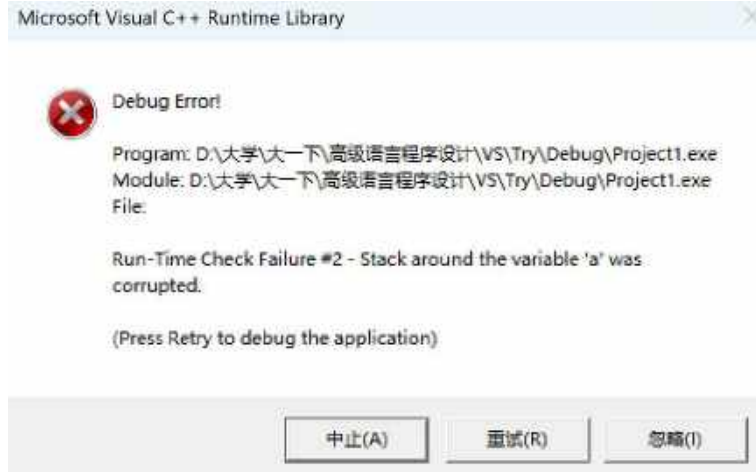 Microsoft Visual C++ Runtime Library
Debug Error!
Program: D:\大学\大一下\高级语言程序设计\VS\Try\Debug\Project1.exe
Module: D:\大学\大一下\高级语言程序设计\VS\Try\Debug\Project1.exe
File:
Run-Time Check Failure #2 - Stack around the variable 'a' was
corrupted.
(Press Retry to debug the application)
中止(A) 重试(R) 忽略(I)